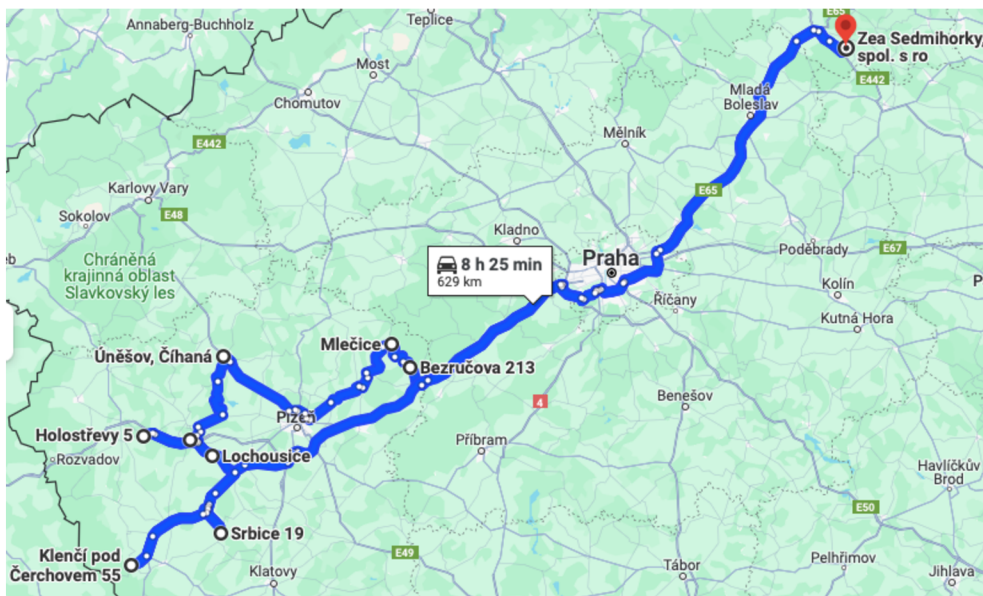 Annaberg-Buchholz
Teplice
E65
Zea Sedmihorky,
spol. s ro
Most
E442
Chomutov
Mladá
Boleslav
Mělník
E442
Karlovy Vary
E65
Sokolov
E48
Kladno
Poděbrady
E67
Chráněná
krajinná oblast
Slavkovský les
Praha
8 h 25 min
629 km
Kolín
Říčany
Kutná Hora
Mlečice
Úněšov, Číhaná
Bezručova 213
Benešov
4
Plzeň
Holostřevy 5
Příbram
Lochousice
Rozvadov
Havlíčkův
Brod
E50
Srbice 19
Klenčí pod
Čerchovem 55
E49
Klatovy
Tábor
Pelhřimov
Jihlava